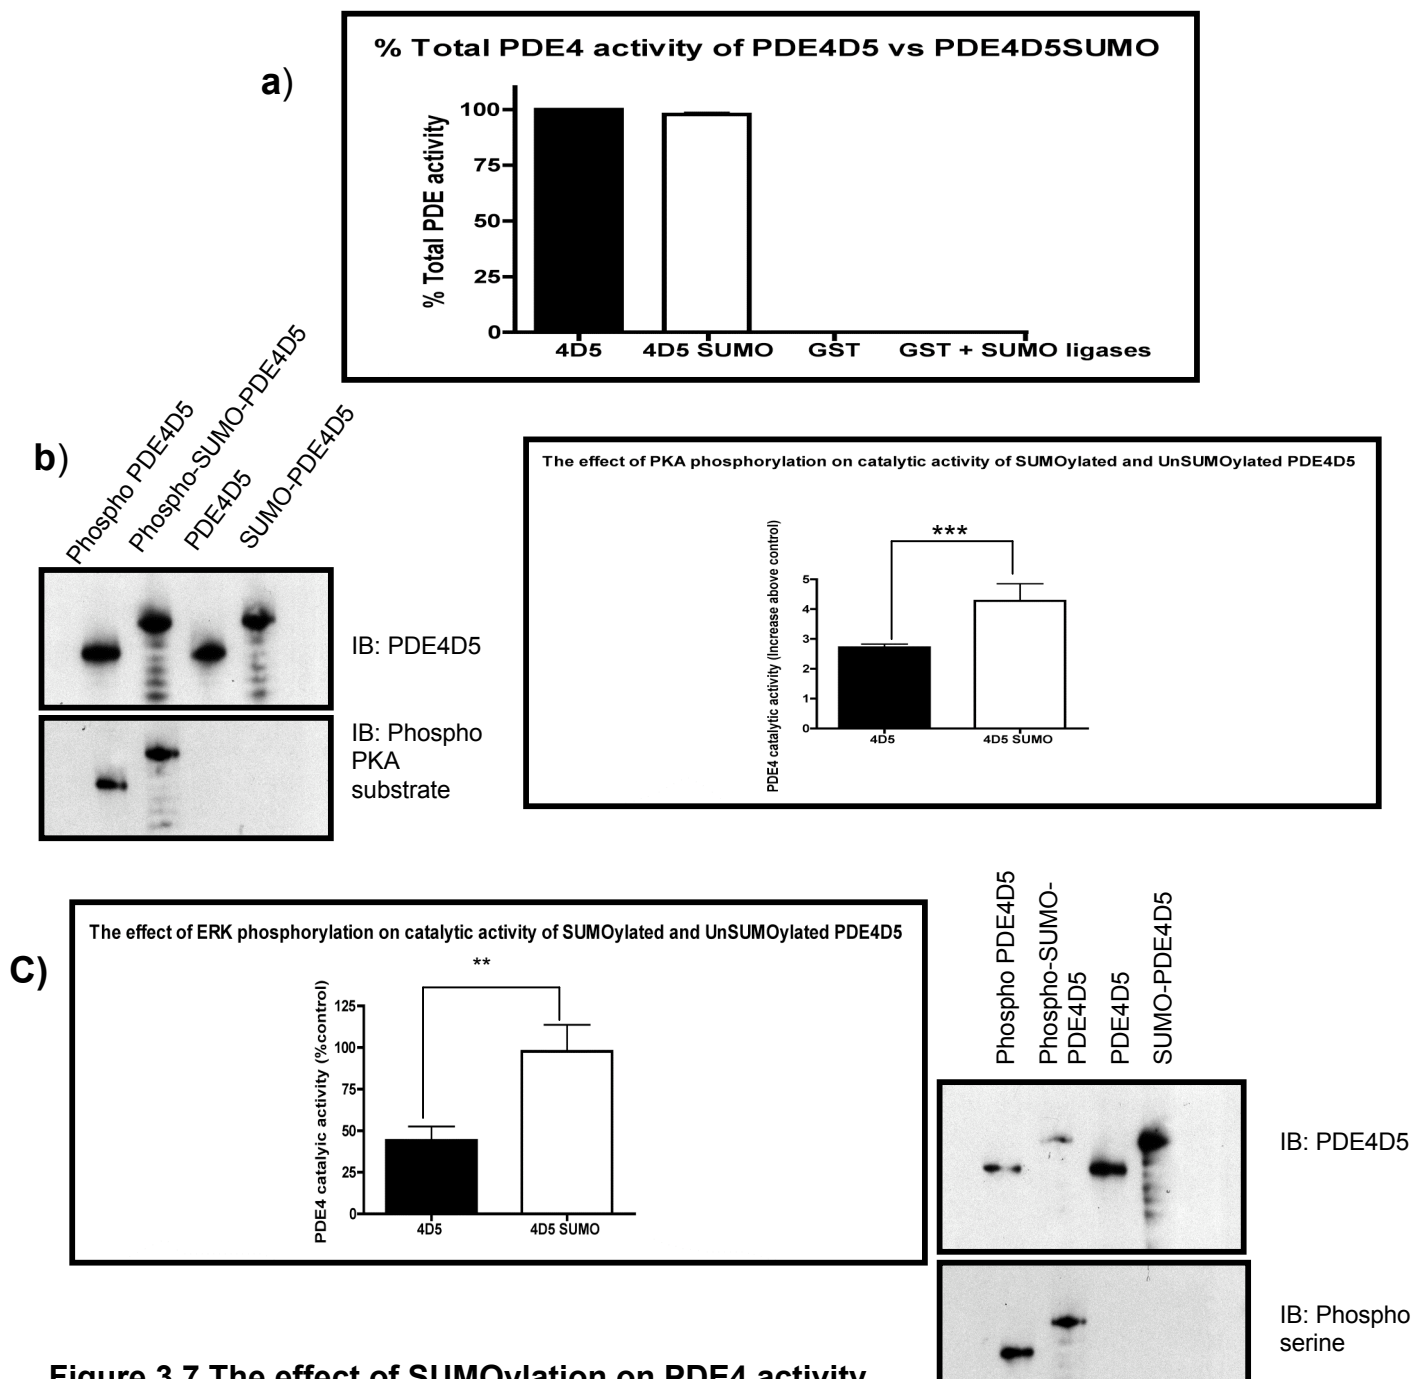 a)
% Total PDE4 activity of PDE4D5 vs PDE4D5SUMO
% Total PDE activity
100
75
50
25
0
4D5
4D5 SUMO
GST
GST + SUMO ligases
b)
Phospho PDE4D5
Phospho-SUMO-PDE4D5
PDE4D5
SUMO-PDE4D5
IB: PDE4D5
IB: Phospho
PKA
substrate
The effect of PKA phosphorylation on catalytic activity of SUMOylated and UnSUMOylated PDE4D5
PDE4 catalytic activity (Increase above control)
***
5
4
3
2
1
0
4D5
4D5 SUMO
C)
The effect of ERK phosphorylation on catalytic activity of SUMOylated and UnSUMOylated PDE4D5
**
PDE4 catalyic activity (%control)
125
100
75
50
25
0
4D5
4D5 SUMO
Phospho PDE4D5
Phospho-SUMO-
PDE4D5
PDE4D5
SUMO-PDE4D5
IB: PDE4D5
IB: Phospho
serine
Figure 3.7 The effect of SUMOylation on PDE4 activity